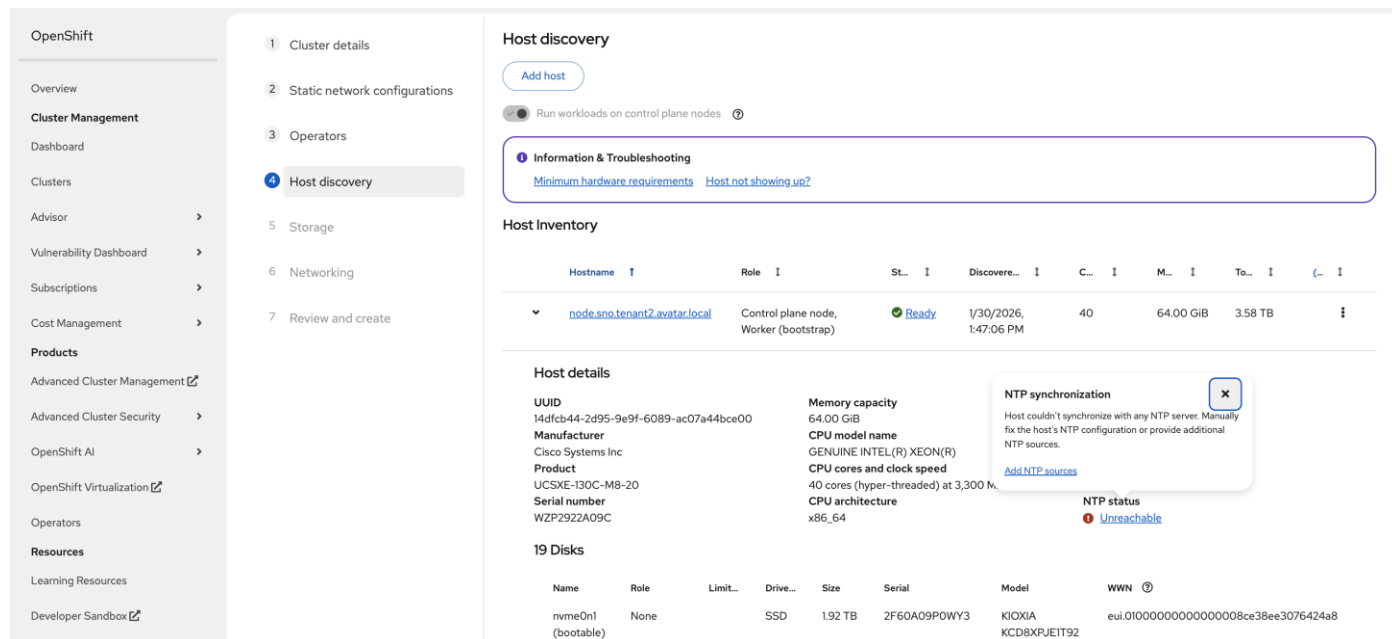 OpenShift
Overview
Cluster Management
Dashboard
Clusters
Advisor
Vulnerability Dashboard
Subscriptions
Cost Management
Products
Advanced Cluster Management
Advanced Cluster Security
OpenShift AI
OpenShift Virtualization
Operators
Resources
Learning Resources
Developer Sandbox
1 Cluster details
2 Static network configurations
3 Operators
4 Host discovery
5 Storage
6 Networking
7 Review and create
Host discovery
Add host
Run workloads on control plane nodes
Information & Troubleshooting
Minimum hardware requirements Host not showing up?
Host Inventory
Hostname Role St... Discovere... C... M... To... (...
node.sno.tenant2.avatar.local Control plane node, Ready 1/30/2026, 40 64.00 GiB 3.58 TB
Worker (bootstrap) 1:47:06 PM
Host details
UUID
14dfcb44-2d95-9e9f-6089-ac07a44bce00
Manufacturer
Cisco Systems Inc
Product
UCSXE-130C-M8-20
Serial number
WZP2922A09C
Memory capacity
64.00 GiB
CPU model name
GENUINE INTEL(R) XEON(R)
CPU cores and clock speed
40 cores (hyper-threaded) at 3,300 M
CPU architecture
x86_64
NTP synchronization
Host couldn't synchronize with any NTP server. Manually
fix the host's NTP configuration or provide additional
NTP sources.
Add NTP sources
NTP status
Unreachable
19 Disks
Name Role Limit... Drive... Size Serial Model WWN
nvme0n1 None SSD 1.92 TB 2F60A09P0WY3 KIOXIA eui.01000000000000008ce38ee3076424a8
(bootable) KCD8XPJE1T92